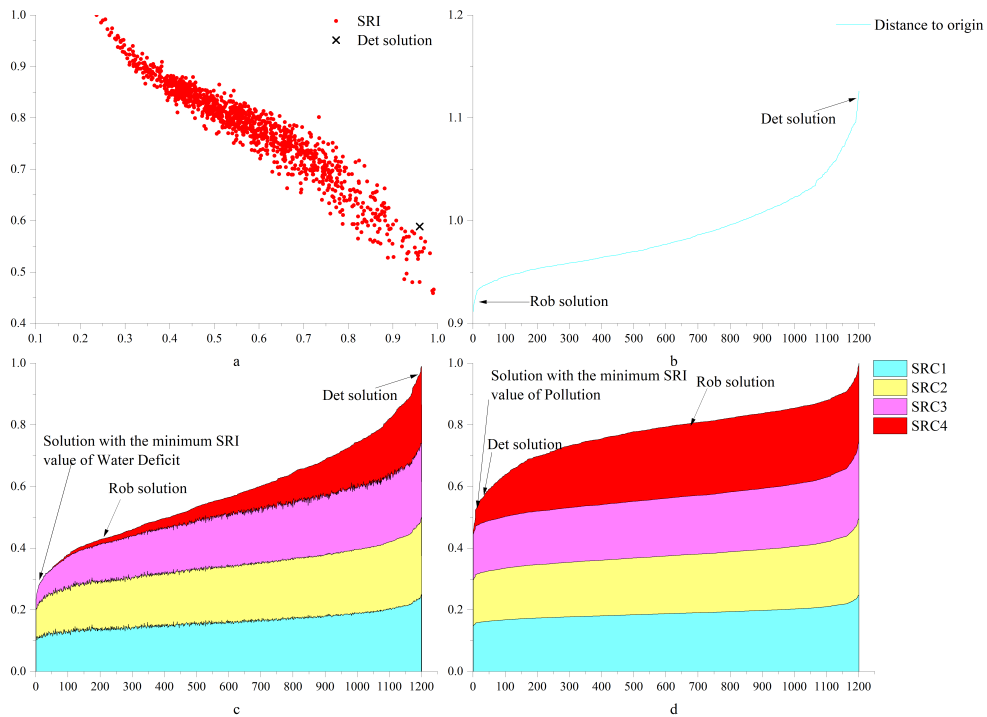 1.0
0.9
0.8
0.7
0.6
0.5
0.4
0.1 0.2 0.3 0.4 0.5 0.6 0.7 0.8 0.9 1.0
SRI
Det solution
a
1.2
1.1
1.0
0.9
0 100 200 300 400 500 600 700 800 900 1000 1100 1200
Distance to origin
Det solution
Rob solution
b
1.0
0.8
0.6
0.4
0.2
0.0
0 100 200 300 400 500 600 700 800 900 1000 1100 1200
Det solution
Solution with the minimum SRI
value of Water Deficit
Rob solution
c
1.0
0.8
0.6
0.4
0.2
0.0
0 100 200 300 400 500 600 700 800 900 1000 1100 1200
Solution with the minimum SRI
value of Pollution
Rob solution
Det solution
d
SRC1
SRC2
SRC3
SRC4